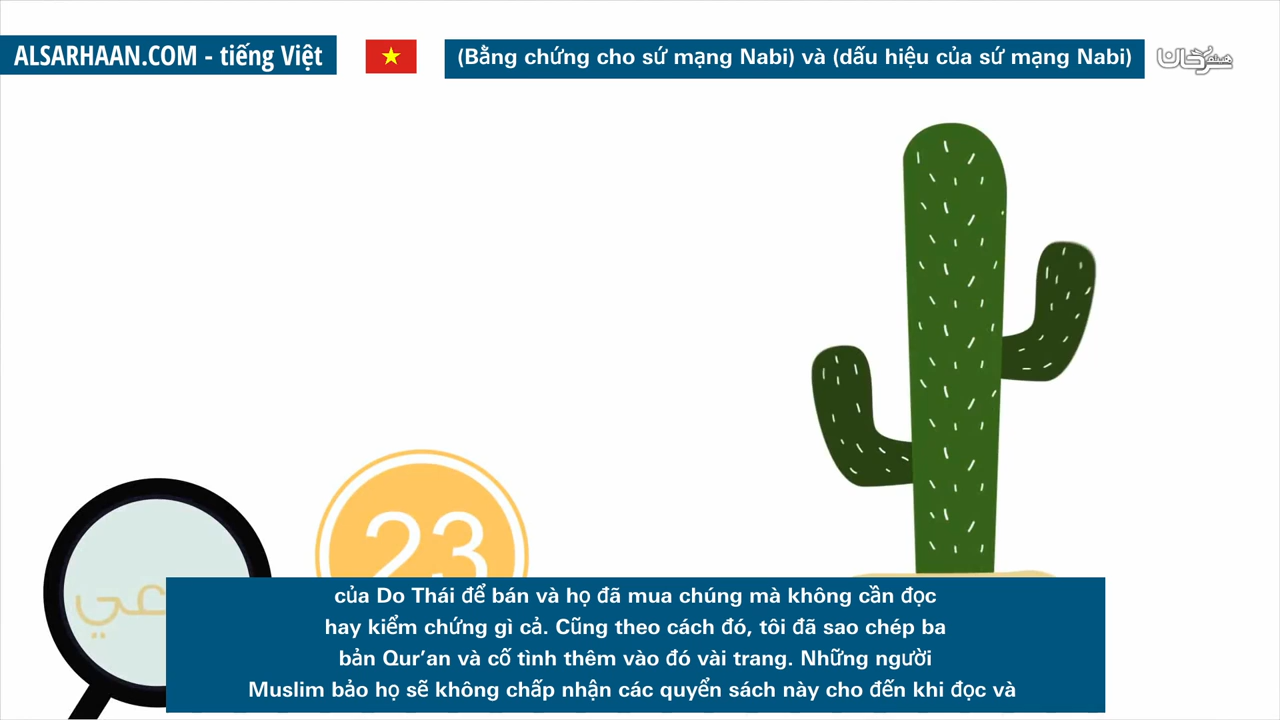 ALSARHAAN.COM - tiếng Việt
(Bằng chứng cho sứ mạng Nabi) và (dấu hiệu của sứ mạng Nabi)
23
عي
của Do Thái để bán và họ đã mua chúng mà không cần đọc
hay kiểm chứng gì cả. Cũng theo cách đó, tôi đã sao chép ba
bản Qur’an và cố tình thêm vào đó vài trang. Những người
Muslim bảo họ sẽ không chấp nhận các quyển sách này cho đến khi đọc và